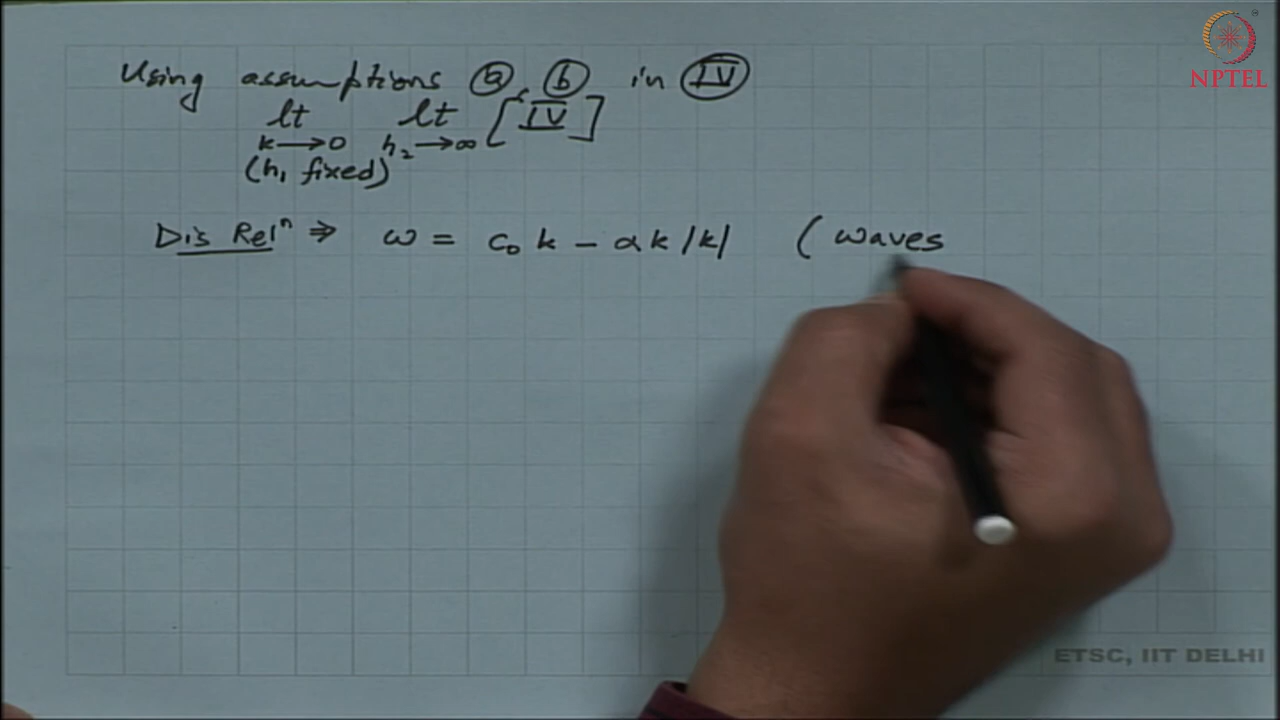 Using assumptions (a), (b) in (IV)
lt lt [IV]
k→0 h₂→∞
(h₁ fixed)
Dis Relⁿ ⇒ ω = c₀ k − αk|k| ( waves
NPTEL
ETSC, IIT DELHI